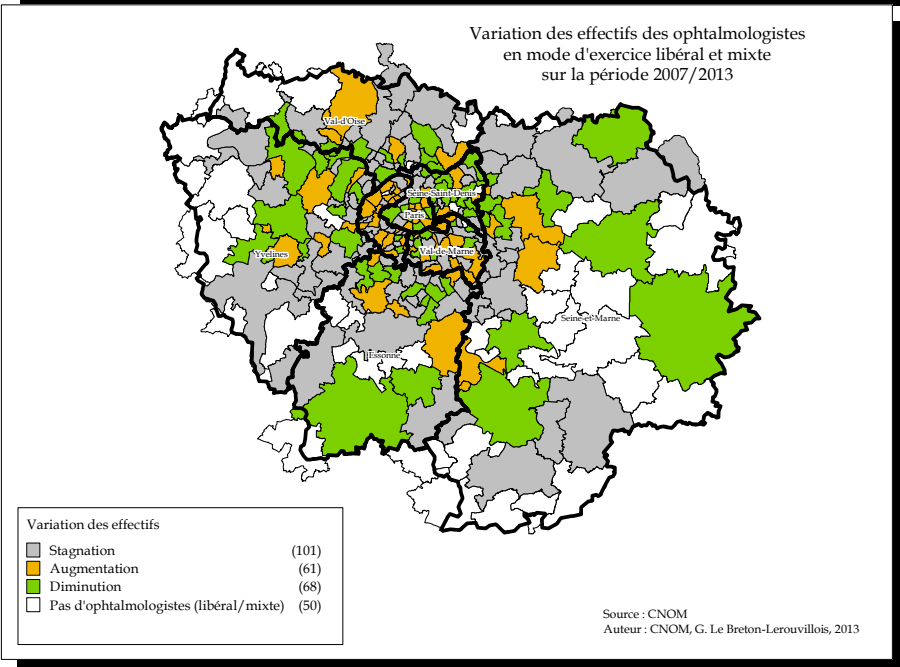 Variation des effectifs des ophtalmologistes
en mode d'exercice libéral et mixte
sur la période 2007/2013
Val-d'Oise
Seine-Saint-Denis
Paris
Val-de-Marne
Yvelines
Seine-et-Marne
Essonne
Variation des effectifs
Stagnation (101)
Augmentation (61)
Diminution (68)
Pas d'ophtalmologistes (libéral/mixte) (50)
Source : CNOM
Auteur : CNOM, G. Le Breton-Lerouvillois, 2013